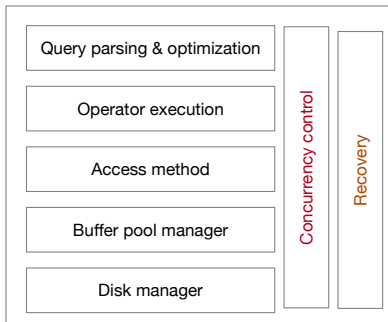 Query parsing & optimization
Operator execution
Access method
Buffer pool manager
Disk manager
Concurrency control
Recovery